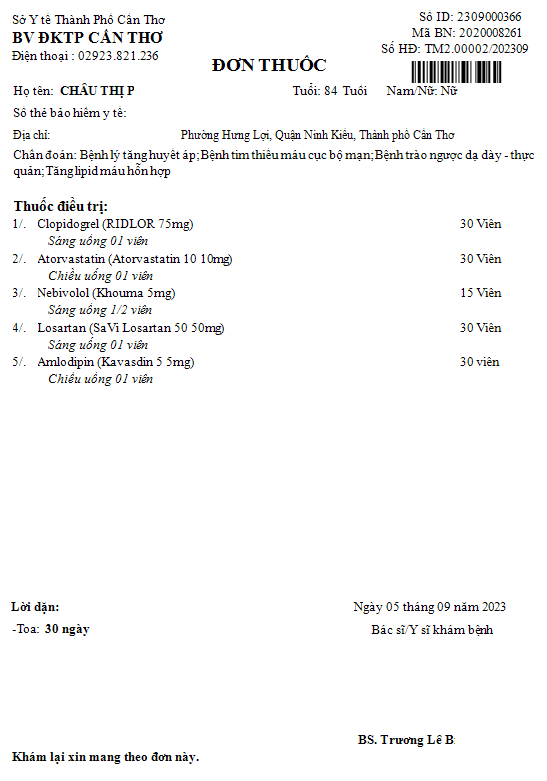 Sở Y tế Thành Phố Cần Thơ
BV ĐKTP CẦN THƠ
Điện thoại : 02923.821.236
Số ID: 2309000366
Mã BN: 2020008261
Số HĐ: TM2.00002/202309
ĐƠN THUỐC
Họ tên: CHÂU THỊ P Tuổi: 84 Tuổi Nam/Nữ: Nữ
Số thẻ bảo hiểm y tế:
Địa chỉ: Phường Hưng Lợi, Quận Ninh Kiều, Thành phố Cần Thơ
Chẩn đoán: Bệnh lý tăng huyết áp;Bệnh tim thiếu máu cục bộ mạn;Bệnh trào ngược dạ dày - thực
quản;Tăng lipid máu hỗn hợp
Thuốc điều trị:
1/. Clopidogrel (RIDLOR 75mg) 30 Viên
Sáng uống 01 viên
2/. Atorvastatin (Atorvastatin 10 10mg) 30 Viên
Chiều uống 01 viên
3/. Nebivolol (Khouma 5mg) 15 Viên
Sáng uống 1/2 viên
4/. Losartan (SaVi Losartan 50 50mg) 30 Viên
Sáng uống 01 viên
5/. Amlodipin (Kavasdin 5 5mg) 30 viên
Chiều uống 01 viên
Lời dặn:
-Toa: 30 ngày
Ngày 05 tháng 09 năm 2023
Bác sĩ/Y sĩ khám bệnh
BS. Trương Lê B
Khám lại xin mang theo đơn này.